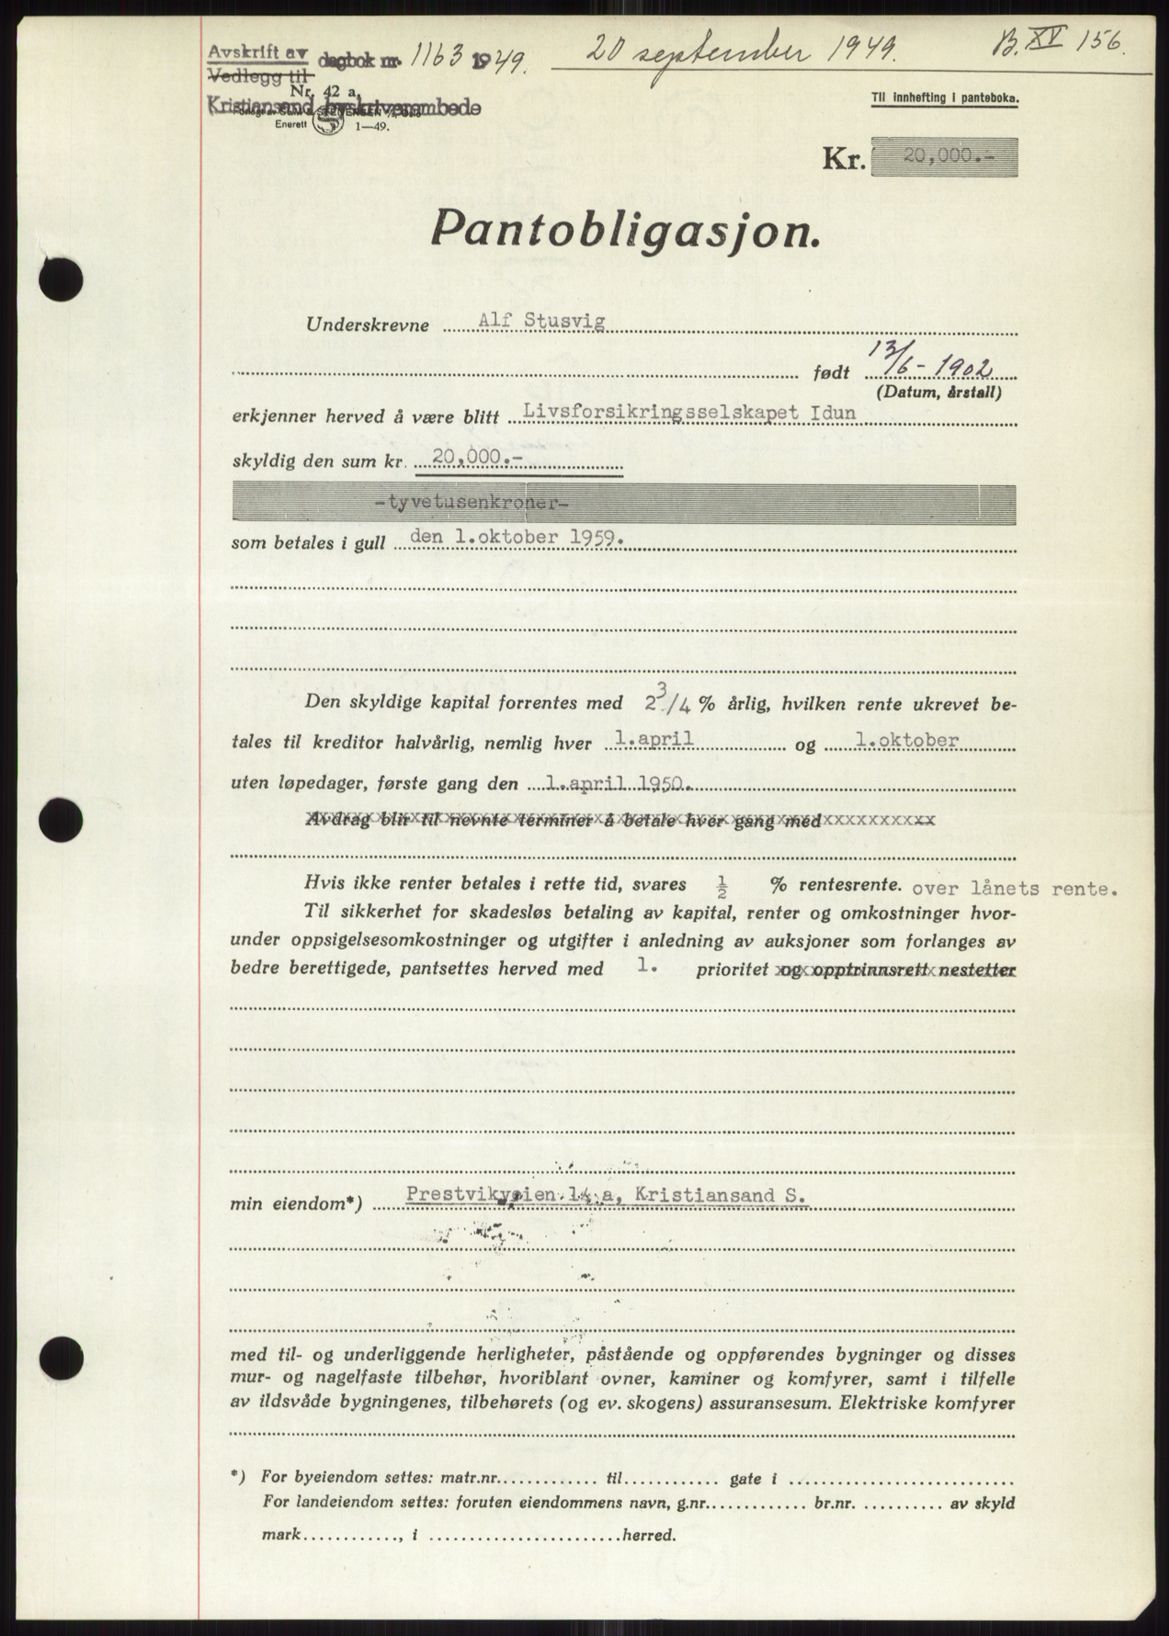 Avskrift av dagbok nr. 1163 1949. 20 september 1949. B. XV 156.
Vedlegg til
Nr. 42 a.
Kristiansand byskriverembede
Enerett 1—49.
Til innhefting i panteboka.
Kr. 20,000.-
Pantobligasjon.
Underskrevne Alf Stusvig
født 13/6 - 1902
(Datum, årstall)
erkjenner herved å være blitt Livsforsikringsselskapet Idun
skyldig den sum kr. 20,000.-
-tyvetusenkroner-
som betales i gull den 1.oktober 1959.
Den skyldige kapital forrentes med 2 3/4 % årlig, hvilken rente ukrevet be-
tales til kreditor halvårlig, nemlig hver 1.april og 1.oktober
uten løpedager, første gang den 1.april 1950.
Avdrag blir til nevnte terminer å betale hver gang med
Hvis ikke renter betales i rette tid, svares ½ % rentesrente. over lånets rente.
Til sikkerhet for skadesløs betaling av kapital, renter og omkostninger hvor-
under oppsigelsesomkostninger og utgifter i anledning av auksjoner som forlanges av
bedre berettigede, pantsettes herved med 1. prioritet og opptrinnsrett nestetter
min eiendom*) Prestvikveien 14 a, Kristiansand S.
med til- og underliggende herligheter, påstående og oppførendes bygninger og disses
mur- og nagelfaste tilbehør, hvoriblant ovner, kaminer og komfyrer, samt i tilfelle
av ildsvåde bygningenes, tilbehørets (og ev. skogens) assuransesum. Elektriske komfyrer
*) For byeiendom settes: matr.nr. til gate i
For landeiendom settes: foruten eiendommens navn, g.nr. br.nr. av skyld
mark, i herred.